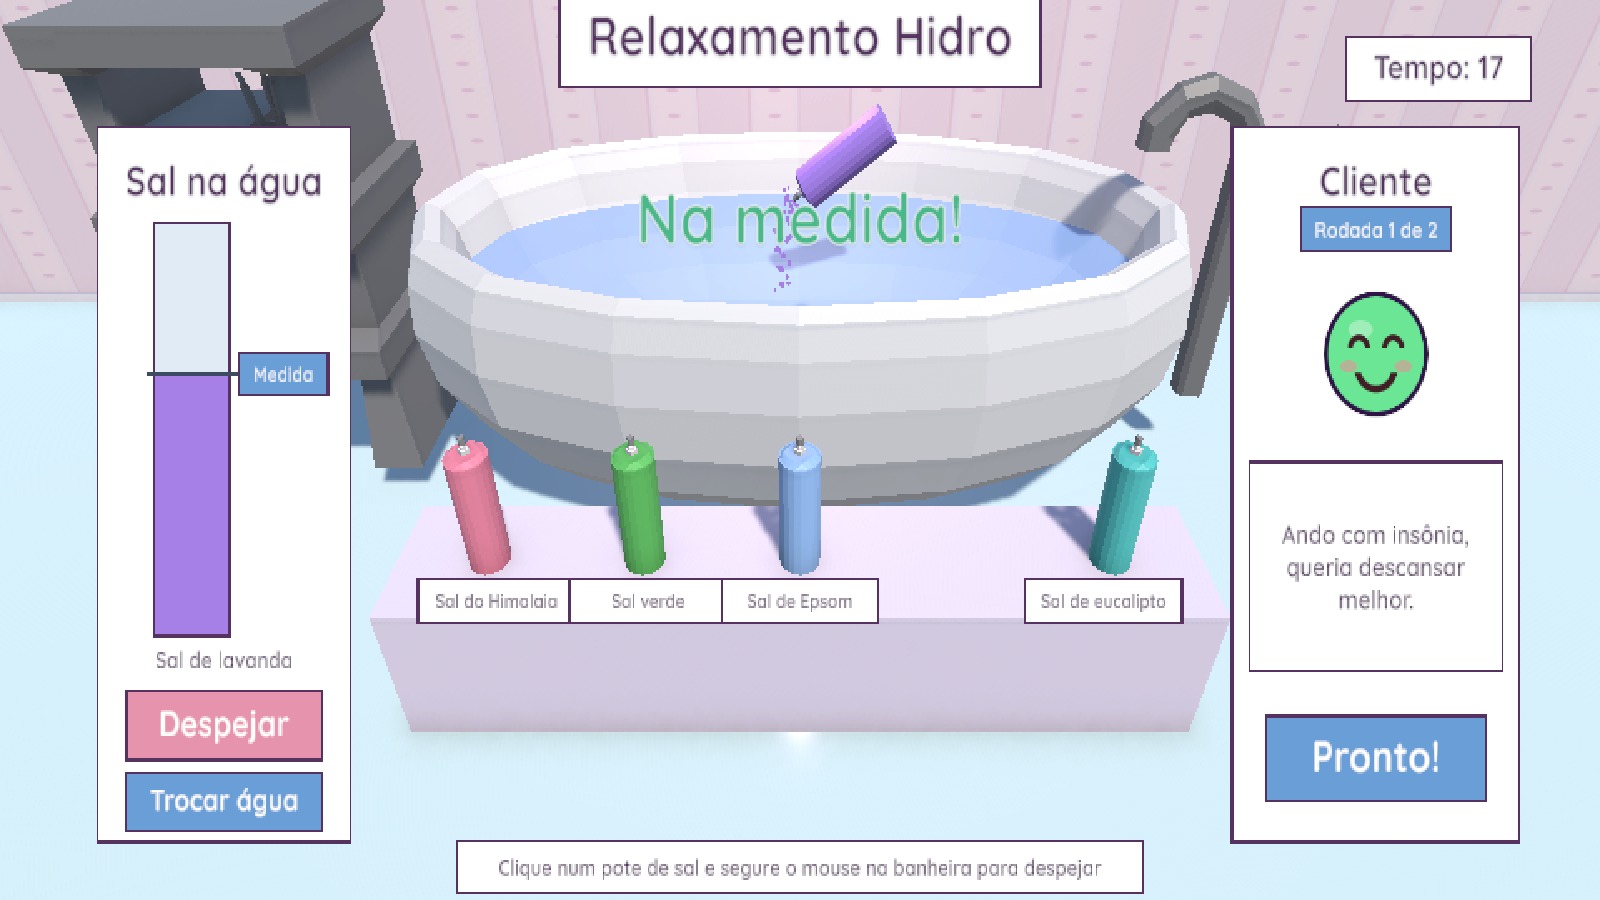 Relaxamento Hidro
Tempo: 17
Sal na água
Medida
Sal de lavanda
Despejar
Trocar água
Na medida!
Sal do Himalaia
Sal verde
Sal de Epsom
Sal de eucalipto
Cliente
Rodada 1 de 2
Ando com insônia,
queria descansar
melhor.
Pronto!
Clique num pote de sal e segure o mouse na banheira para despejar